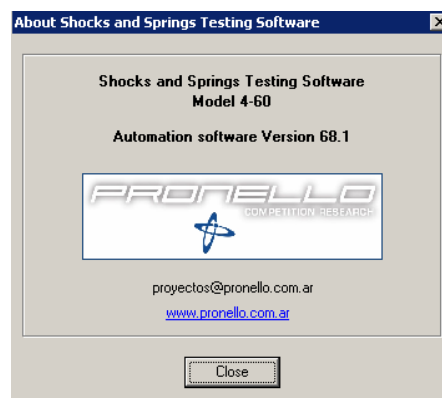 About Shocks and Springs Testing Software
Shocks and Springs Testing Software
Model 4-60
Automation software Version 68.1
PRONELLO
COMPETITION RESEARCH
proyectos@pronello.com.ar
www.pronello.com.ar
Close